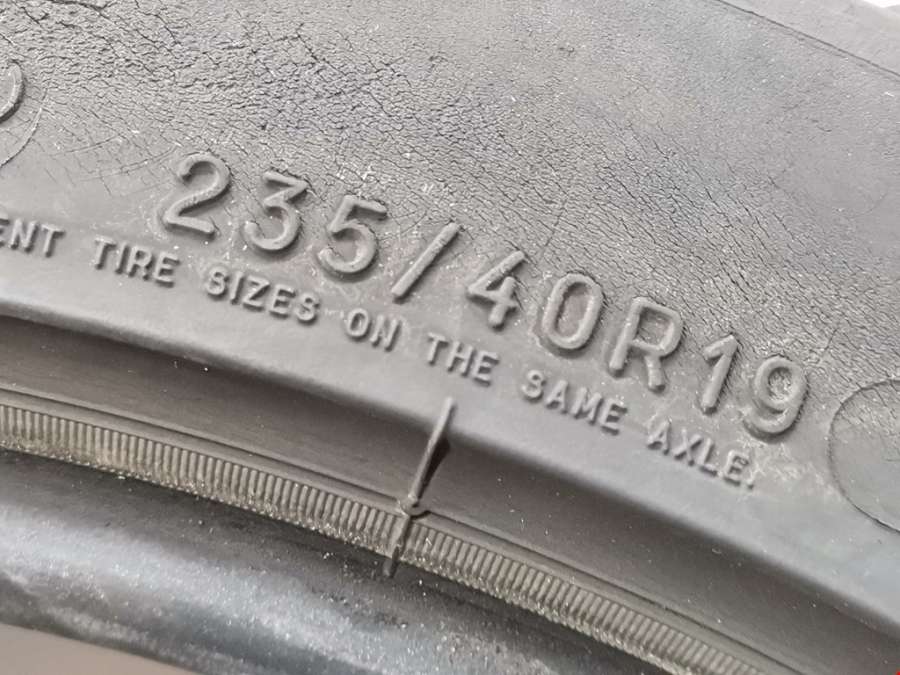 235/40R19
ENT TIRE SIZES ON THE SAME AXLE.